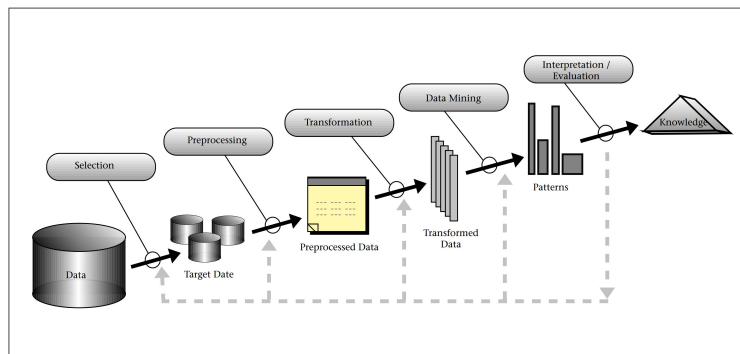 Interpretation /
Evaluation
Data Mining
Knowledge
Transformation
Preprocessing
Patterns
Selection
Transformed
Data
Preprocessed Data
Data
Target Date